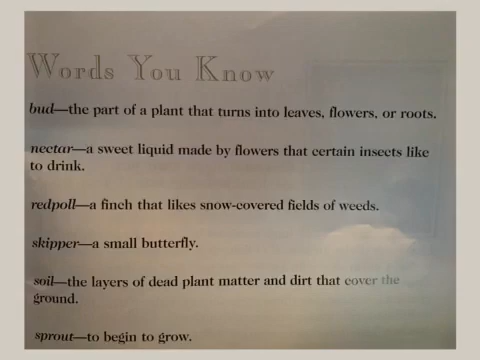 Words You Know
bud—the part of a plant that turns into leaves, flowers, or roots.
nectar—a sweet liquid made by flowers that certain insects like
to drink.
redpoll—a finch that likes snow-covered fields of weeds.
skipper—a small butterfly.
soil—the layers of dead plant matter and dirt that cover the
ground.
sprout—to begin to grow.